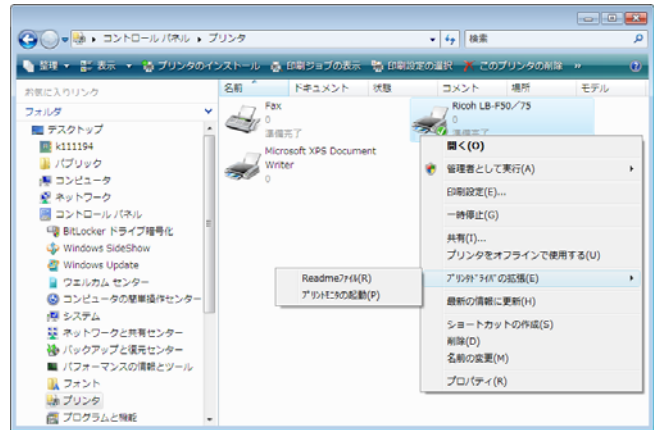 コントロール パネル ▸ プリンタ
検索
整理 表示 プリンタのインストール 印刷ジョブの表示 印刷設定の選択 このプリンタの削除 »
お気に入りリンク
フォルダ
デスクトップ
k111194
パブリック
コンピュータ
ネットワーク
コントロール パネル
BitLocker ドライブ暗号化
Windows SideShow
Windows Update
ウェルカム センター
コンピュータの簡単操作センター
システム
ネットワークと共有センター
バックアップと復元センター
パフォーマンスの情報とツール
フォント
プリンタ
プログラムと機能
名前 ドキュメント 状態 コメント 場所 モデル
Fax
0
準備完了
Microsoft XPS Document
Writer
0
Ricoh LB-F50/75
0
準備完了
開く(O)
管理者として実行(A)
印刷設定(E)...
一時停止(G)
共有(I)...
プリンタをオフラインで使用する(U)
プリンタドライバの拡張(E)
最新の情報に更新(H)
ショートカットの作成(S)
削除(D)
名前の変更(M)
プロパティ(R)
Readmeファイル(R)
プリントモニタの起動(P)